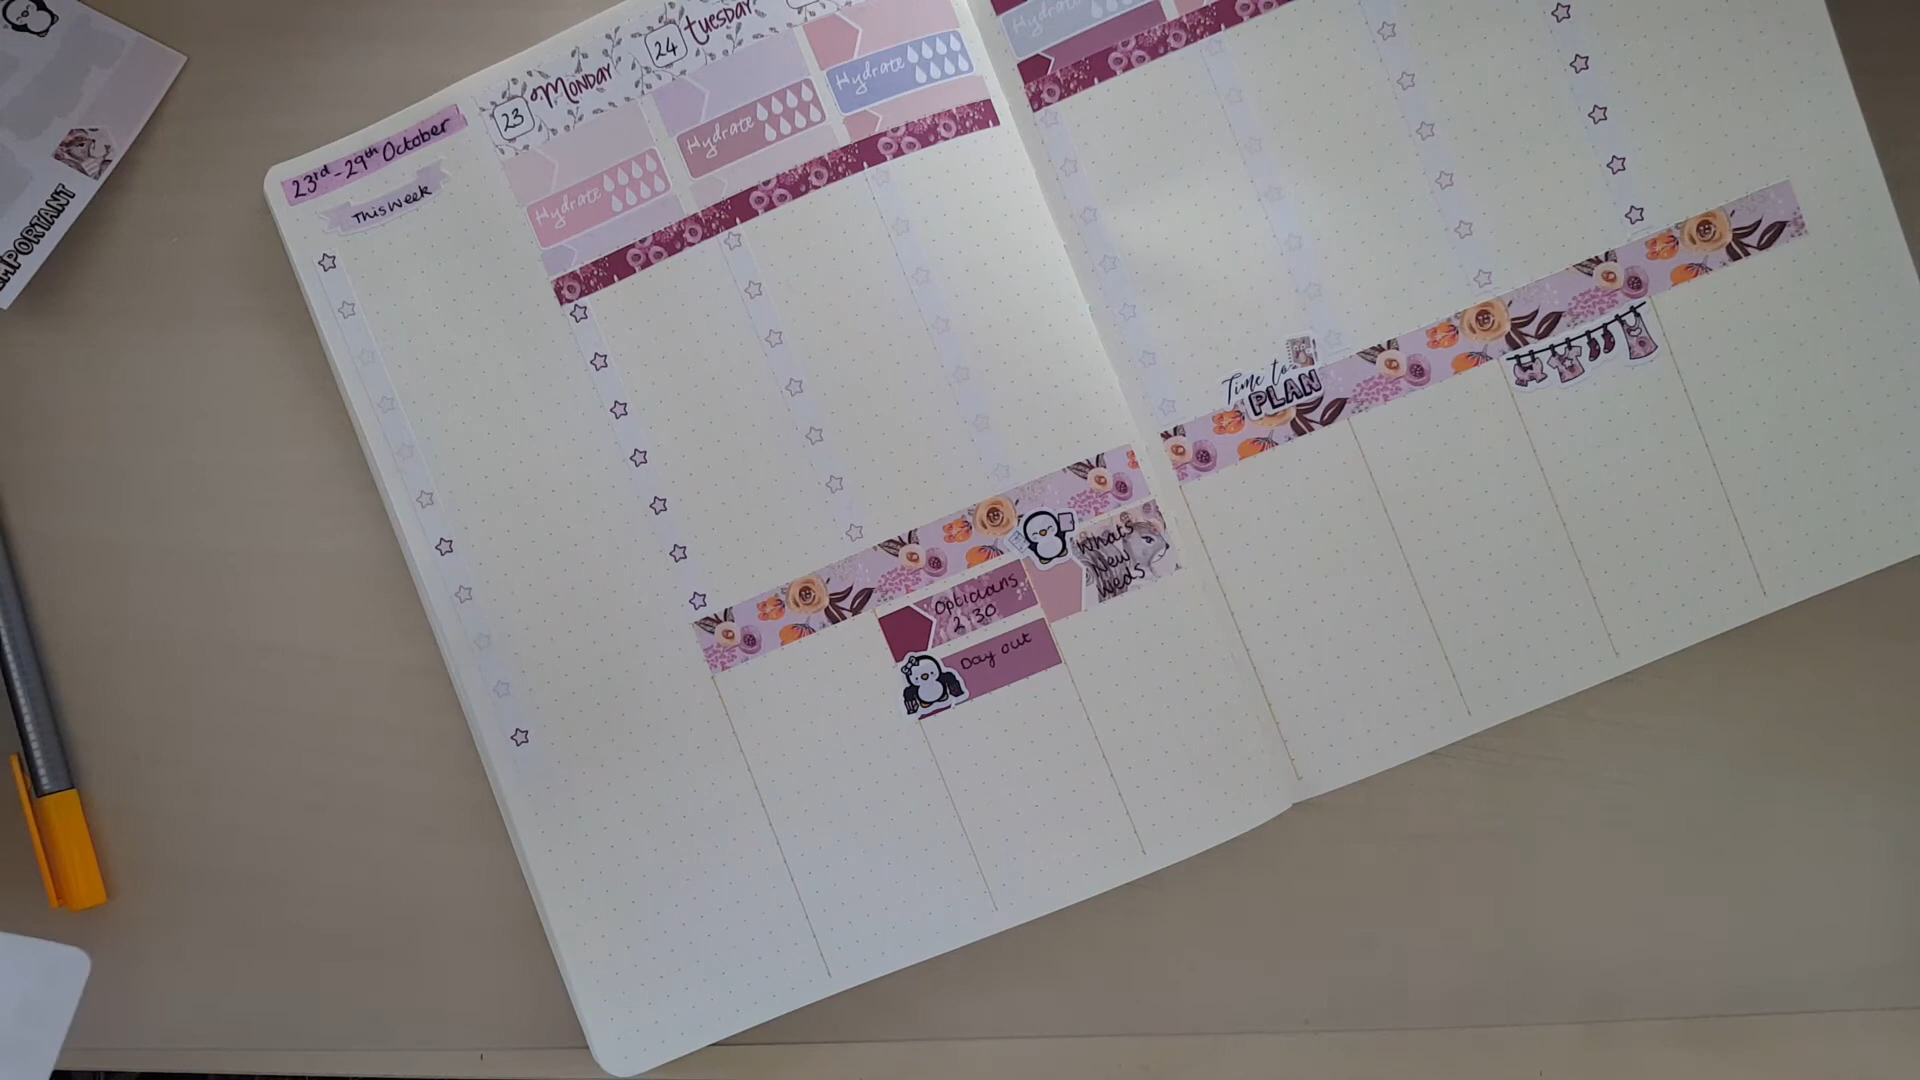 23rd - 29th October
This Week
23
Monday
24
Tuesday
Hydrate
Hydrate
Hydrate
Hydrate
Time to
PLAN
Opticians
2:30
Day out
Whats
New
Weds
IMPORTANT